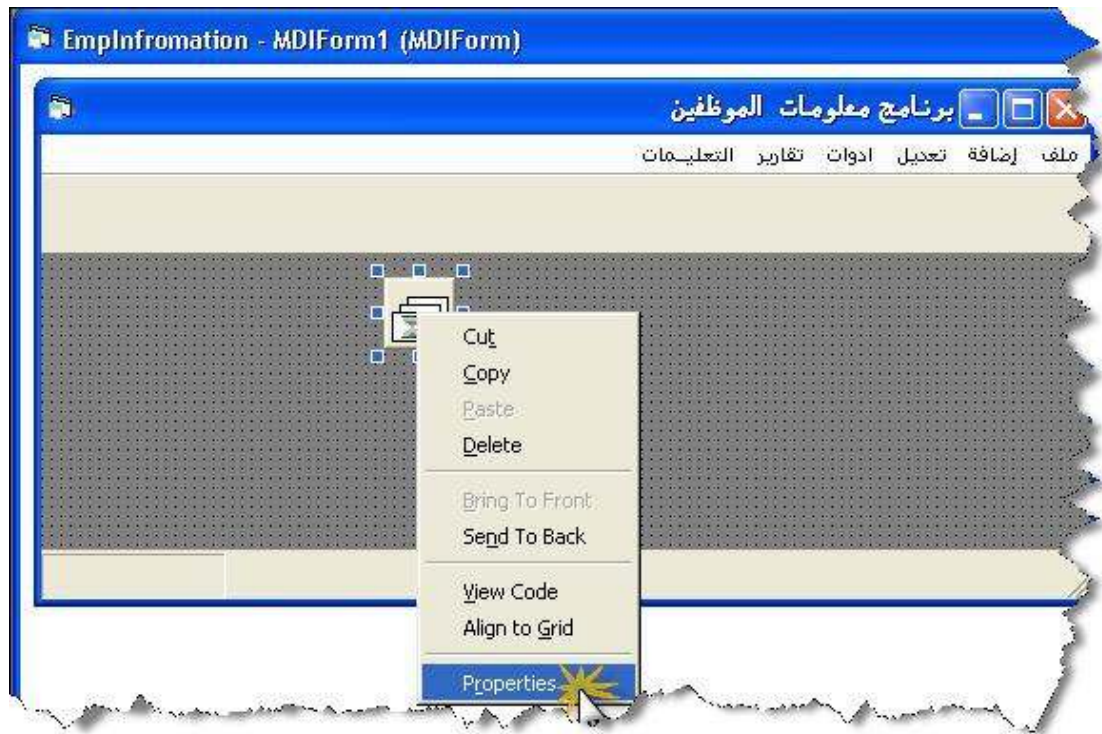 EmpInfromation - MDIForm1 (MDIForm)
برنامج معلومات الموظفين
ملف إضافة تعديل ادوات تقارير التعليـمات
Cut
Copy
Paste
Delete
Bring To Front
Send To Back
View Code
Align to Grid
Properties